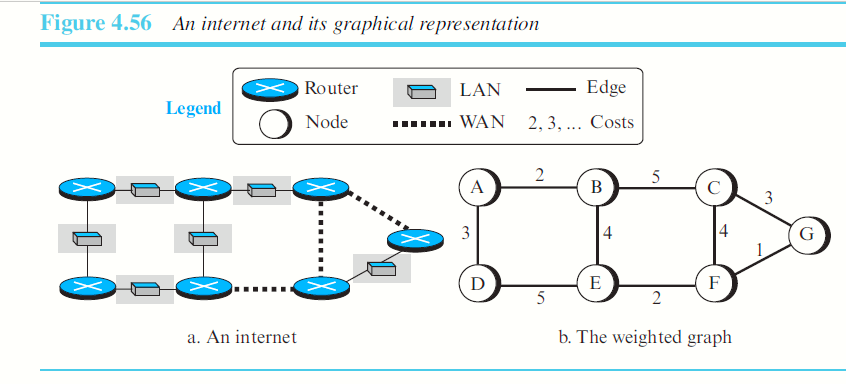 Figure 4.56 An internet and its graphical representation
Legend
Router
LAN
Edge
Node
WAN
2, 3, ... Costs
A
2
B
5
C
3
3
4
4
G
1
D
5
E
2
F
a. An internet
b. The weighted graph